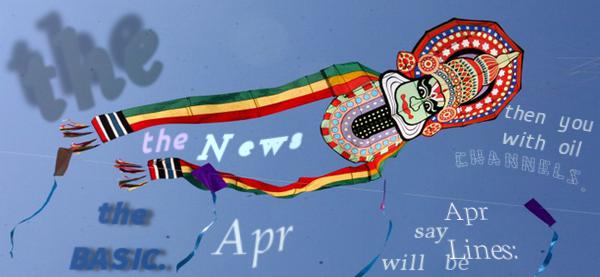 the
the News
then you
with oil
CHANNELS.
the
BASIC.
Apr
Apr
say
Lines:
will be